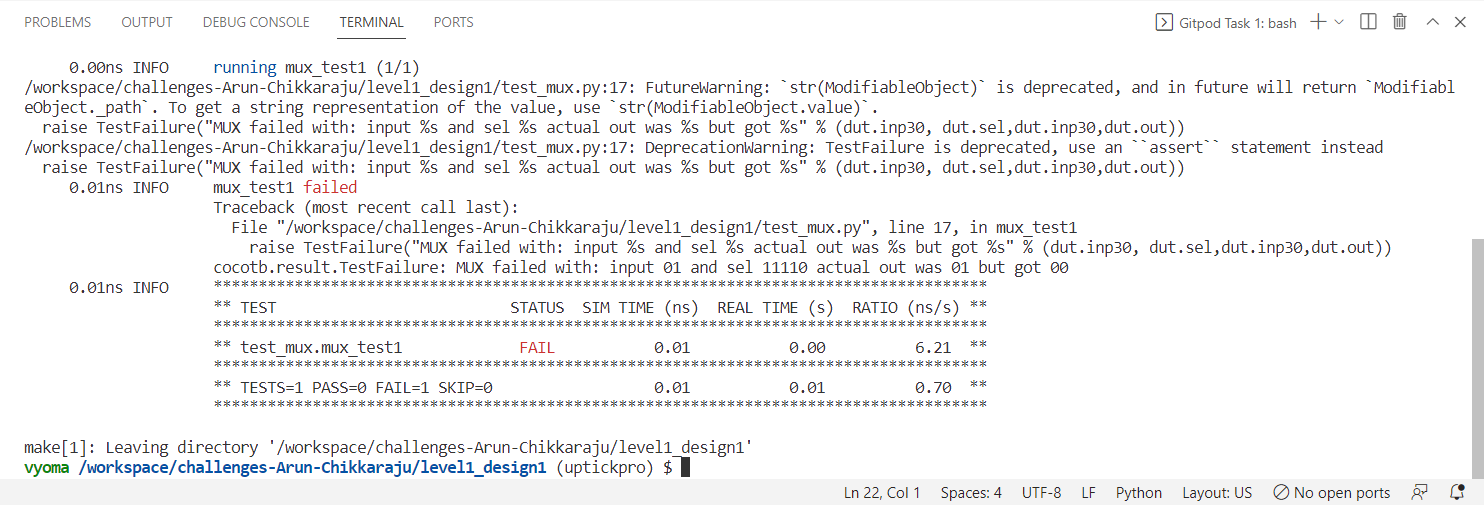 PROBLEMS OUTPUT DEBUG CONSOLE TERMINAL PORTS Gitpod Task 1: bash
0.00ns INFO running mux_test1 (1/1)
/workspace/challenges-Arun-Chikkaraju/level1_design1/test_mux.py:17: FutureWarning: `str(ModifiableObject)` is deprecated, and in future will return `Modifiabl
eObject._path`. To get a string representation of the value, use `str(ModifiableObject.value)`.
raise TestFailure("MUX failed with: input %s and sel %s actual out was %s but got %s" % (dut.inp30, dut.sel,dut.inp30,dut.out))
/workspace/challenges-Arun-Chikkaraju/level1_design1/test_mux.py:17: DeprecationWarning: TestFailure is deprecated, use an ``assert`` statement instead
raise TestFailure("MUX failed with: input %s and sel %s actual out was %s but got %s" % (dut.inp30, dut.sel,dut.inp30,dut.out))
0.01ns INFO mux_test1 failed
Traceback (most recent call last):
File "/workspace/challenges-Arun-Chikkaraju/level1_design1/test_mux.py", line 17, in mux_test1
raise TestFailure("MUX failed with: input %s and sel %s actual out was %s but got %s" % (dut.inp30, dut.sel,dut.inp30,dut.out))
cocotb.result.TestFailure: MUX failed with: input 01 and sel 11110 actual out was 01 but got 00
0.01ns INFO **************************************************************************************
** TEST STATUS SIM TIME (ns) REAL TIME (s) RATIO (ns/s) **
**************************************************************************************
** test_mux.mux_test1 FAIL 0.01 0.00 6.21 **
**************************************************************************************
** TESTS=1 PASS=0 FAIL=1 SKIP=0 0.01 0.01 0.70 **
**************************************************************************************
make[1]: Leaving directory '/workspace/challenges-Arun-Chikkaraju/level1_design1'
vyoma /workspace/challenges-Arun-Chikkaraju/level1_design1 (uptickpro) $
Ln 22, Col 1 Spaces: 4 UTF-8 LF Python Layout: US No open ports